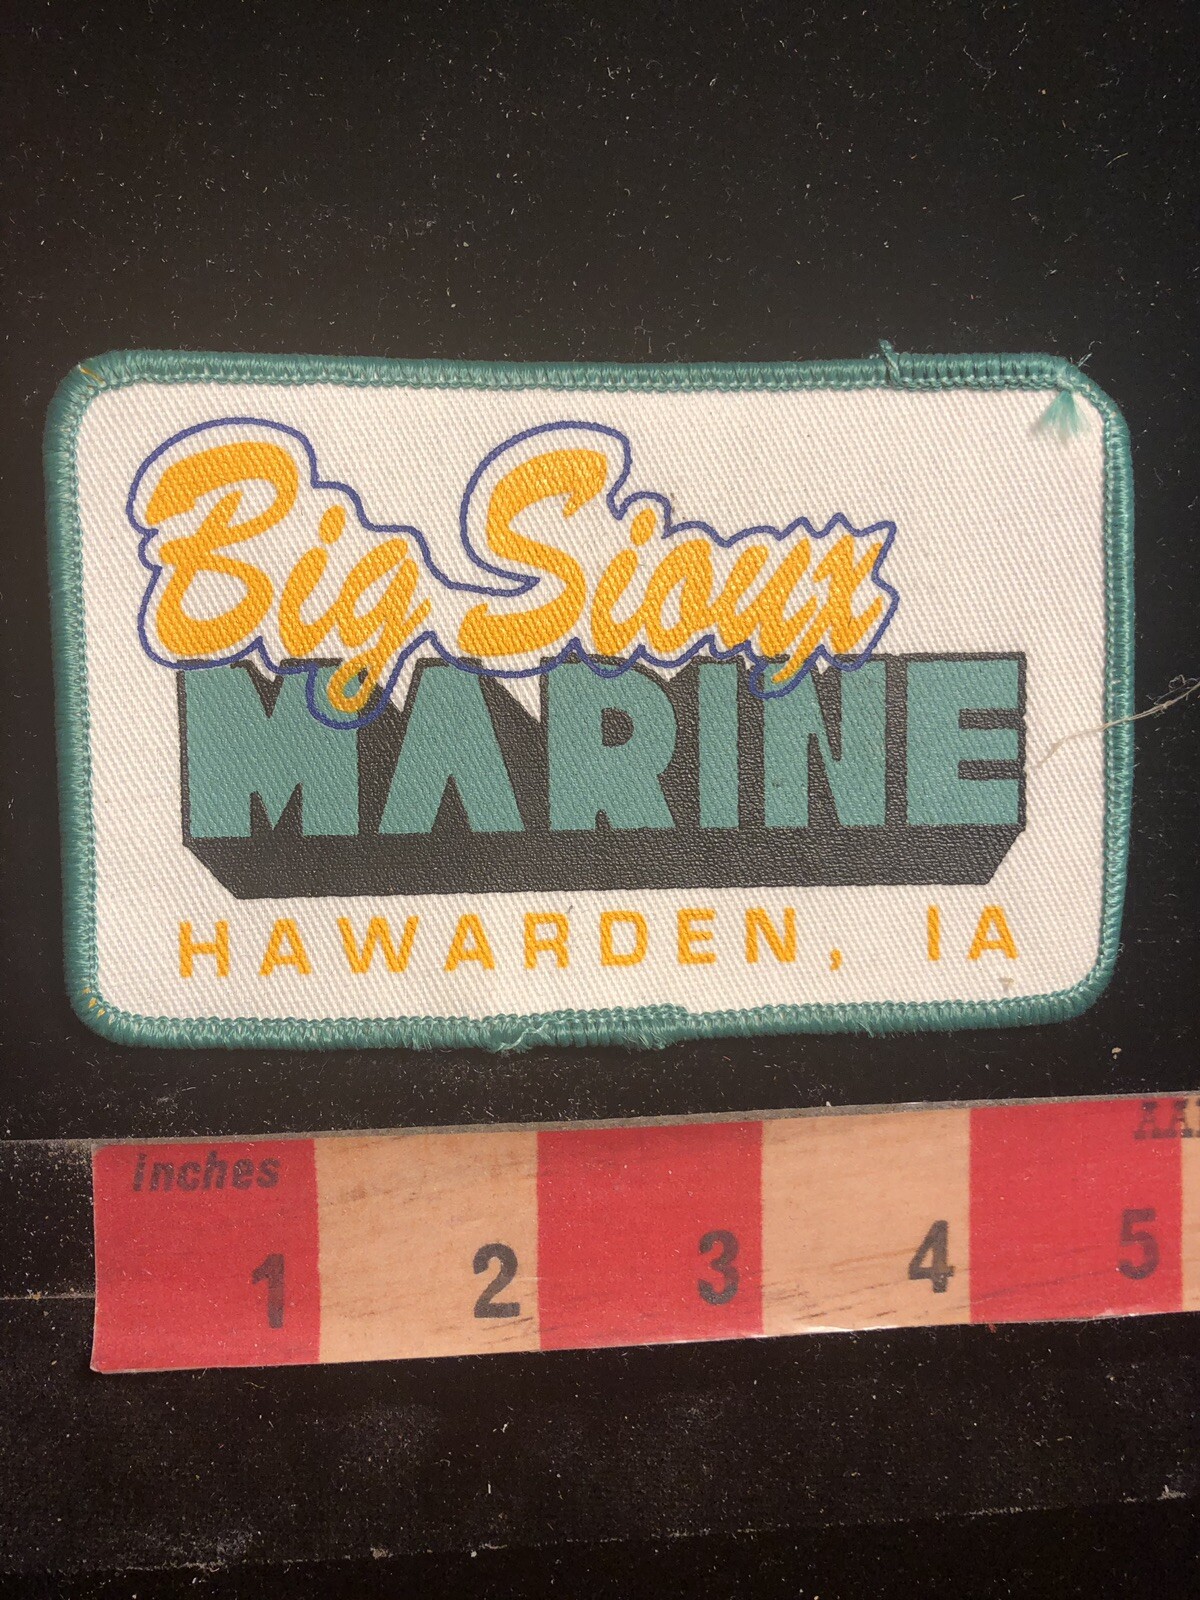 Big Sioux
MARINE
HAWARDEN, IA
inches
1 2 3 4 5